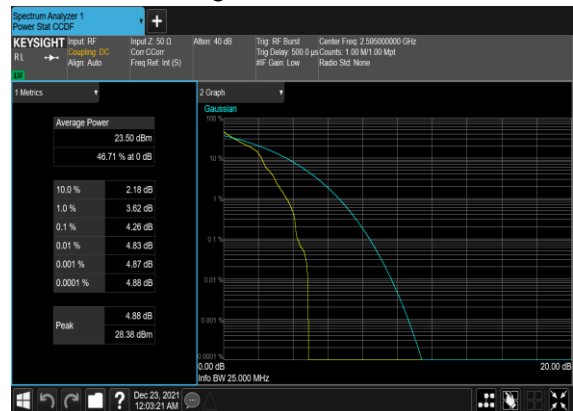 Spectrum Analyzer 1
Power Stat CCDF
KEYSIGHT
RL
Input: RF
Coupling: DC
Align: Auto
Input Z: 50 Ω
Corr CCorr
Freq Ref: Int (S)
Atten: 40 dB
Trig: RF Burst
Trig Delay: 500.0 µs
#IF Gain: Low
Center Freq: 2.595000000 GHz
Counts: 1.00 M/1.00 Mpt
Radio Std: None
1 Metrics
Average Power
23.50 dBm
46.71 % at 0 dB
10.0 % 2.18 dB
1.0 % 3.62 dB
0.1 % 4.26 dB
0.01 % 4.83 dB
0.001 % 4.87 dB
0.0001 % 4.88 dB
Peak
4.88 dB
28.38 dBm
2 Graph
Gaussian
100 %
10 %
1 %
0.1 %
0.01 %
0.001 %
0.0001 %
0.00 dB
20.00 dB
Info BW 25.000 MHz
?
Dec 23, 2021
12:03:21 AM